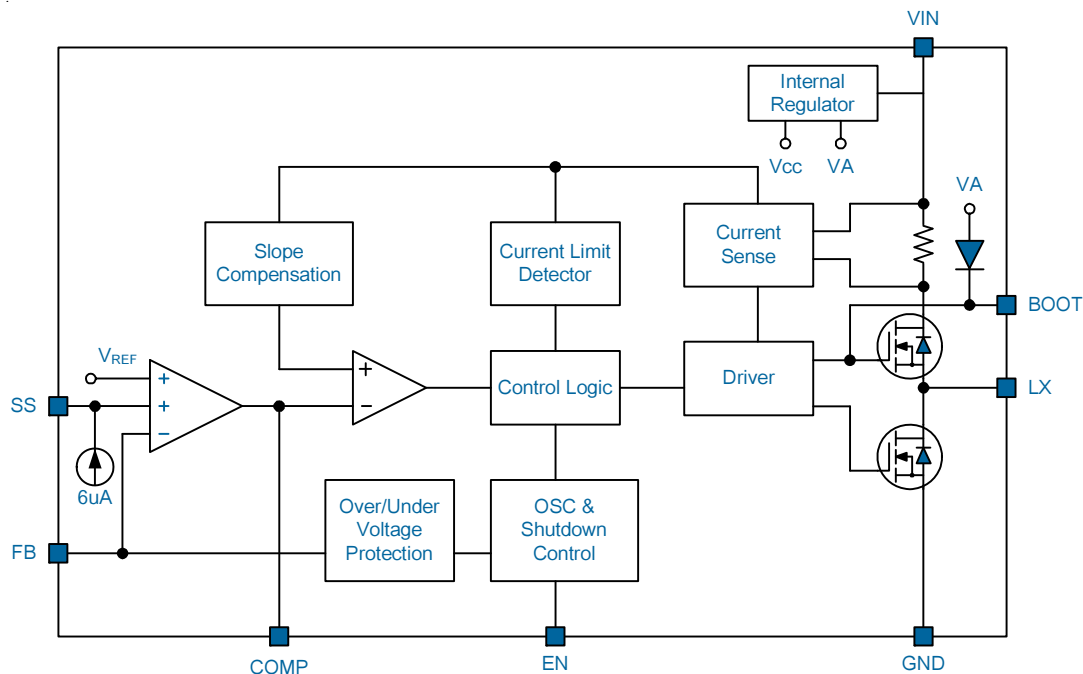 VIN
Internal
Regulator
Vcc
VA
VA
Slope
Compensation
Current Limit
Detector
Current
Sense
BOOT
VREF
+
+
−
+
−
Control Logic
Driver
LX
SS
6uA
Over/Under
Voltage
Protection
OSC &
Shutdown
Control
FB
COMP
EN
GND